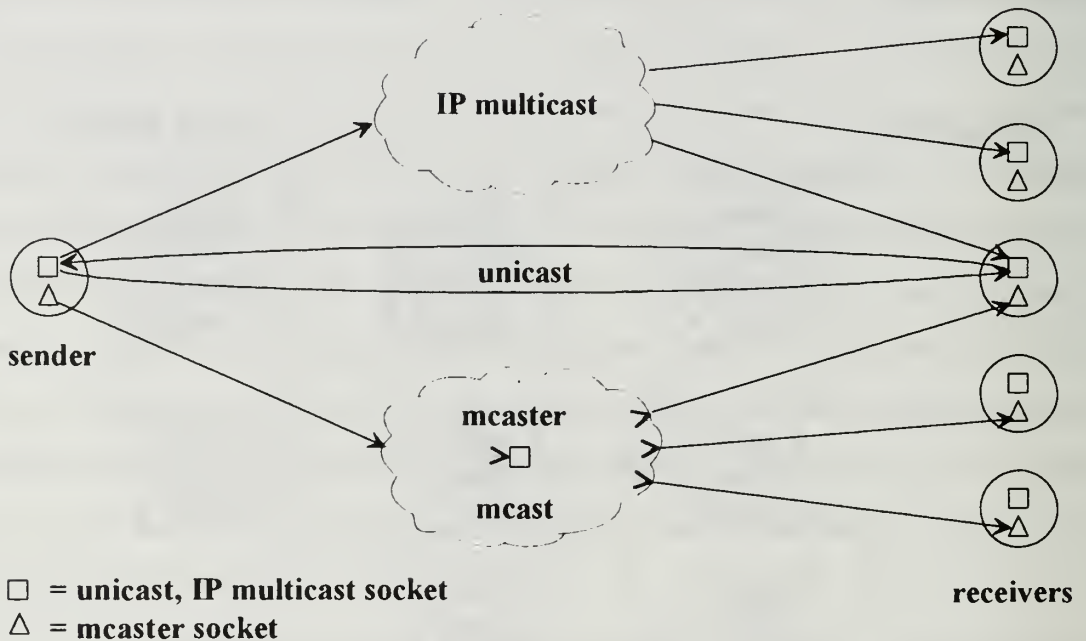 IP multicast
unicast
sender
mcaster
mcast
receivers
□ = unicast, IP multicast socket
△ = mcaster socket